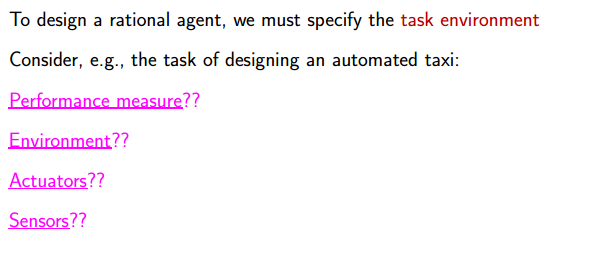 To design a rational agent, we must specify the task environment
Consider, e.g., the task of designing an automated taxi:
Performance measure??
Environment??
Actuators??
Sensors??